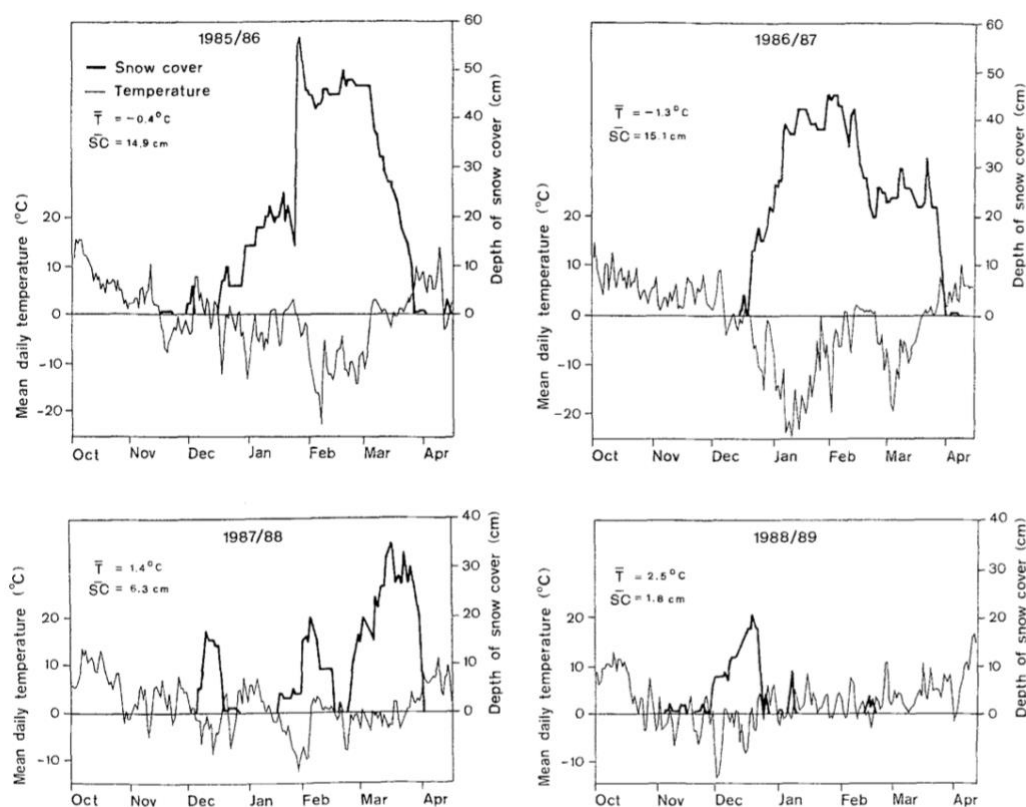 1985/86
Snow cover
Temperature
T̄ = -0.4°C
S̄C̄ = 14.9 cm
Mean daily temperature (°C)
20
10
0
-10
-20
Depth of snow cover (cm)
60
50
40
30
20
10
0
Oct Nov Dec Jan Feb Mar Apr
1986/87
T̄ = -1.3°C
S̄C̄ = 15.1 cm
Mean daily temperature (°C)
20
10
0
-10
-20
Depth of snow cover (cm)
60
50
40
30
20
10
0
Oct Nov Dec Jan Feb Mar Apr
1987/88
T̄ = 1.4°C
S̄C̄ = 6.3 cm
Mean daily temperature (°C)
20
10
0
-10
Depth of snow cover (cm)
40
30
20
10
0
Oct Nov Dec Jan Feb Mar Apr
1988/89
T̄ = 2.5°C
S̄C̄ = 1.8 cm
Mean daily temperature (°C)
20
10
0
-10
Depth of snow cover (cm)
40
30
20
10
0
Oct Nov Dec Jan Feb Mar Apr